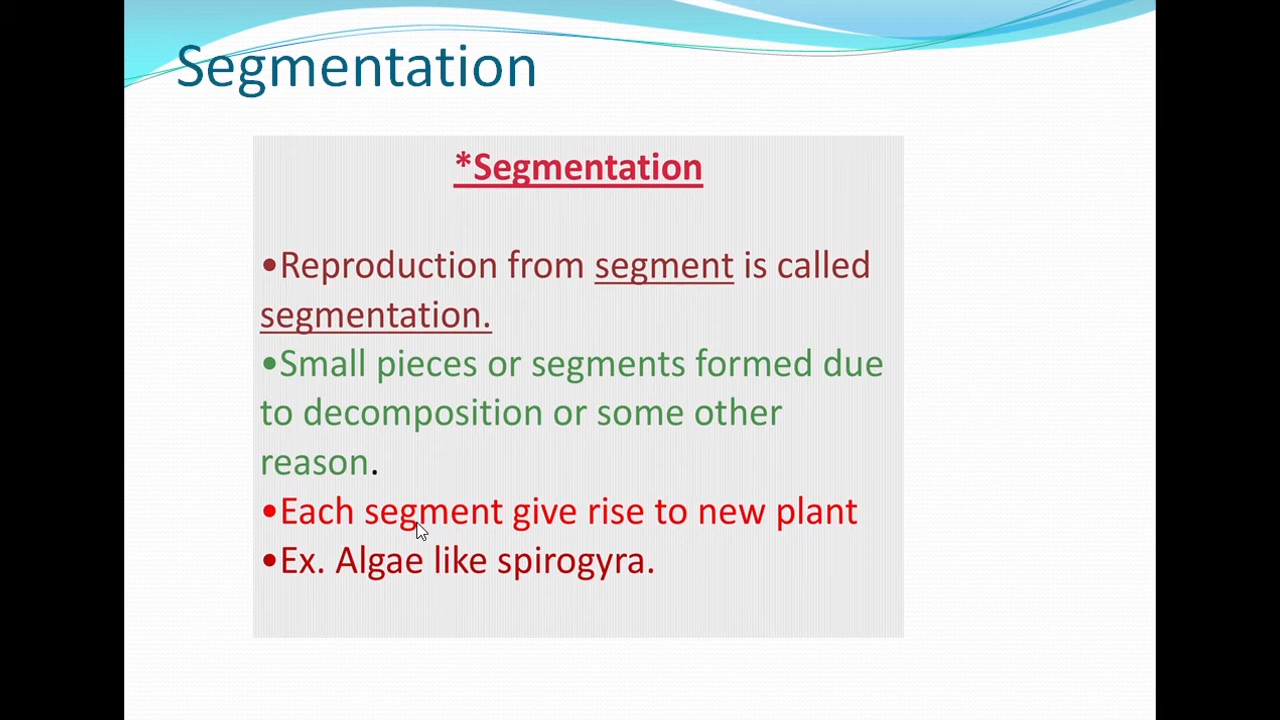 Segmentation
*Segmentation
•Reproduction from segment is called
segmentation.
•Small pieces or segments formed due
to decomposition or some other
reason.
•Each segment give rise to new plant
•Ex. Algae like spirogyra.